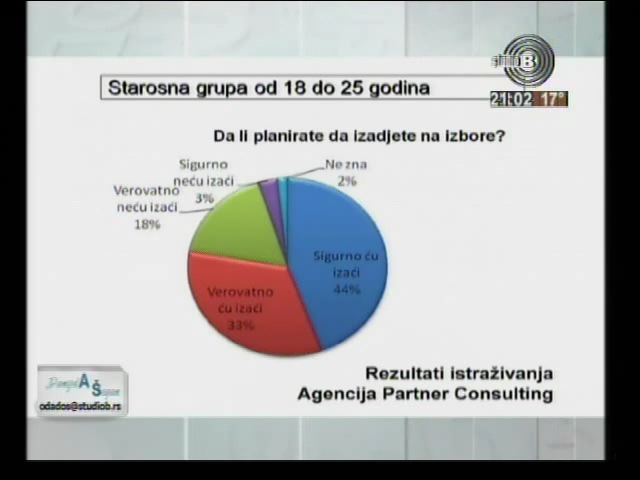 Starosna grupa od 18 do 25 godina
studio B
21:02 17°
Da li planirate da izadjete na izbore?
Sigurno
neću izaći
3%
Ne zna
2%
Verovatno
neću izaći
18%
Sigurno ću
izaći
44%
Verovatno
ću izaći
33%
Rezultati istraživanja
Agencija Partner Consulting
A
Š
odados@studiob.rs